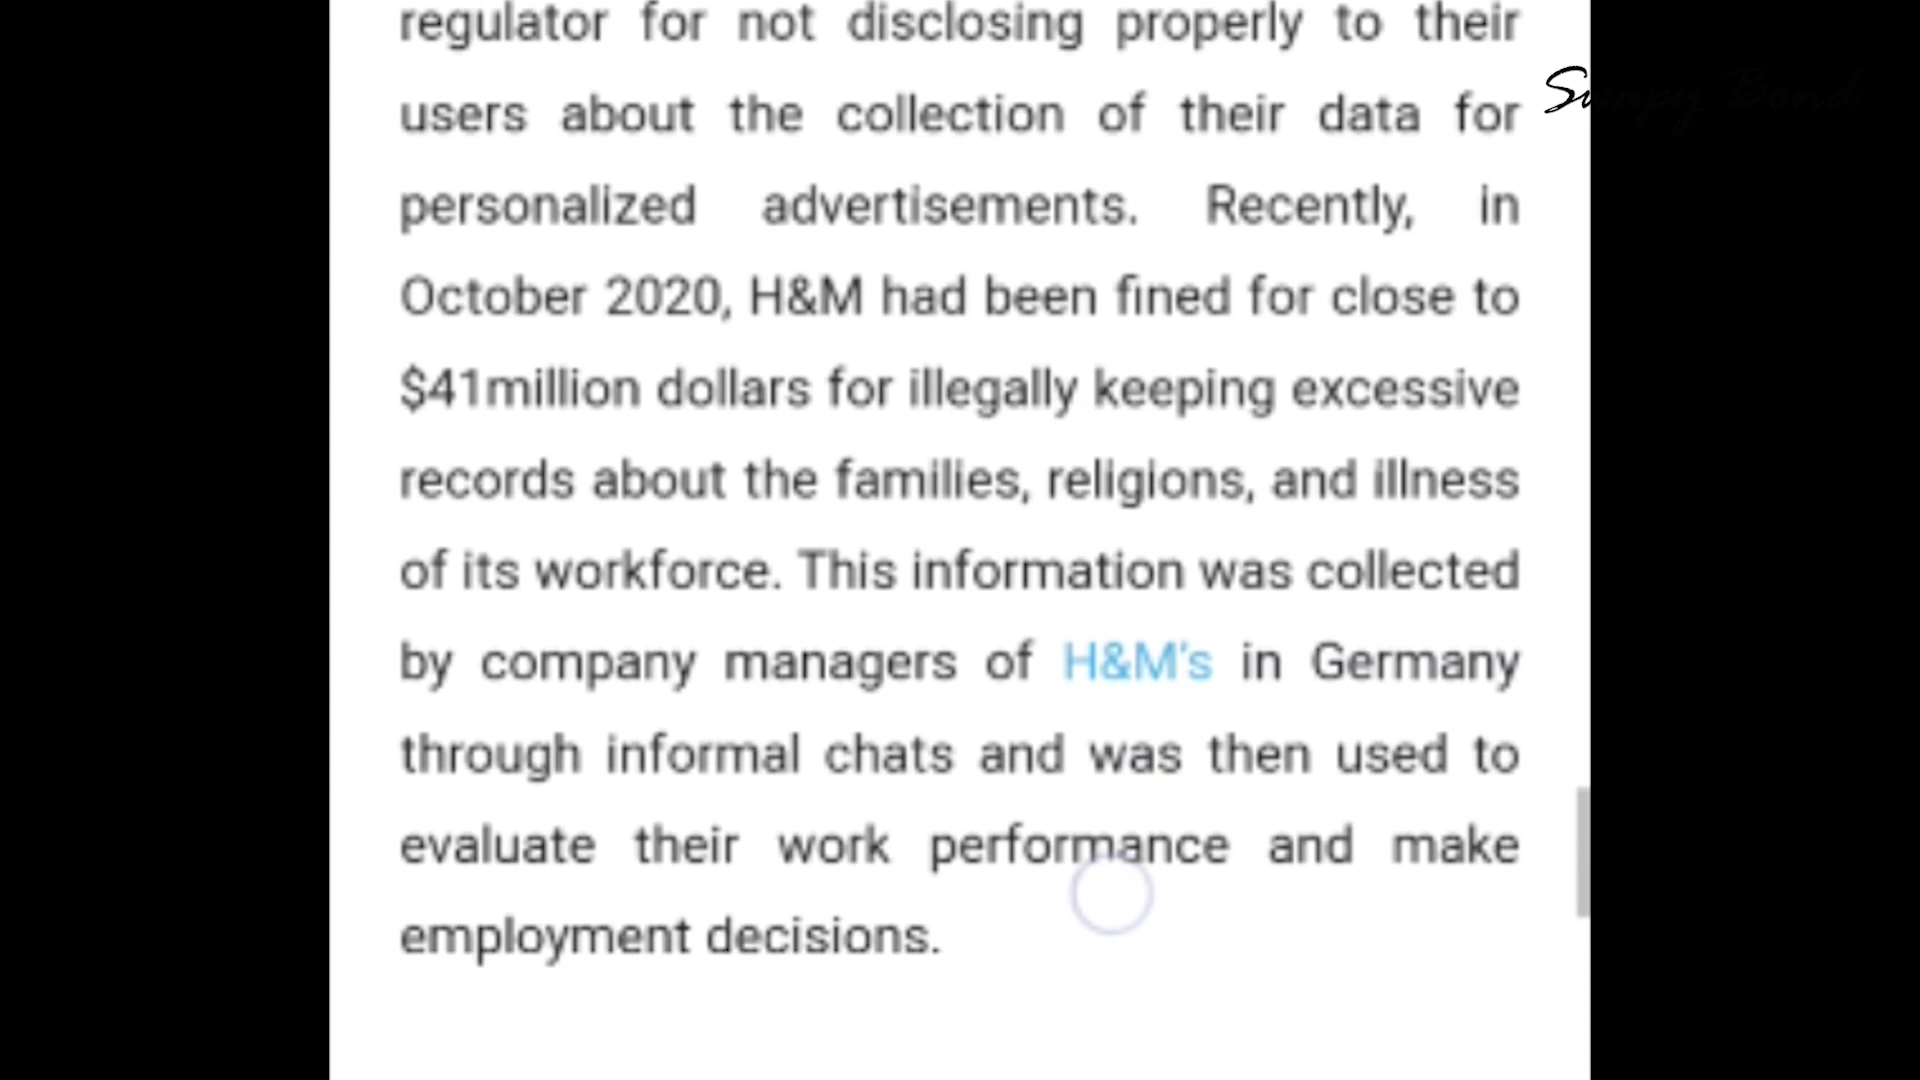 regulator for not disclosing properly to their
users about the collection of their data for
personalized advertisements. Recently, in
October 2020, H&M had been fined for close to
$41million dollars for illegally keeping excessive
records about the families, religions, and illness
of its workforce. This information was collected
by company managers of H&M's in Germany
through informal chats and was then used to
evaluate their work performance and make
employment decisions.
Swapy Bond